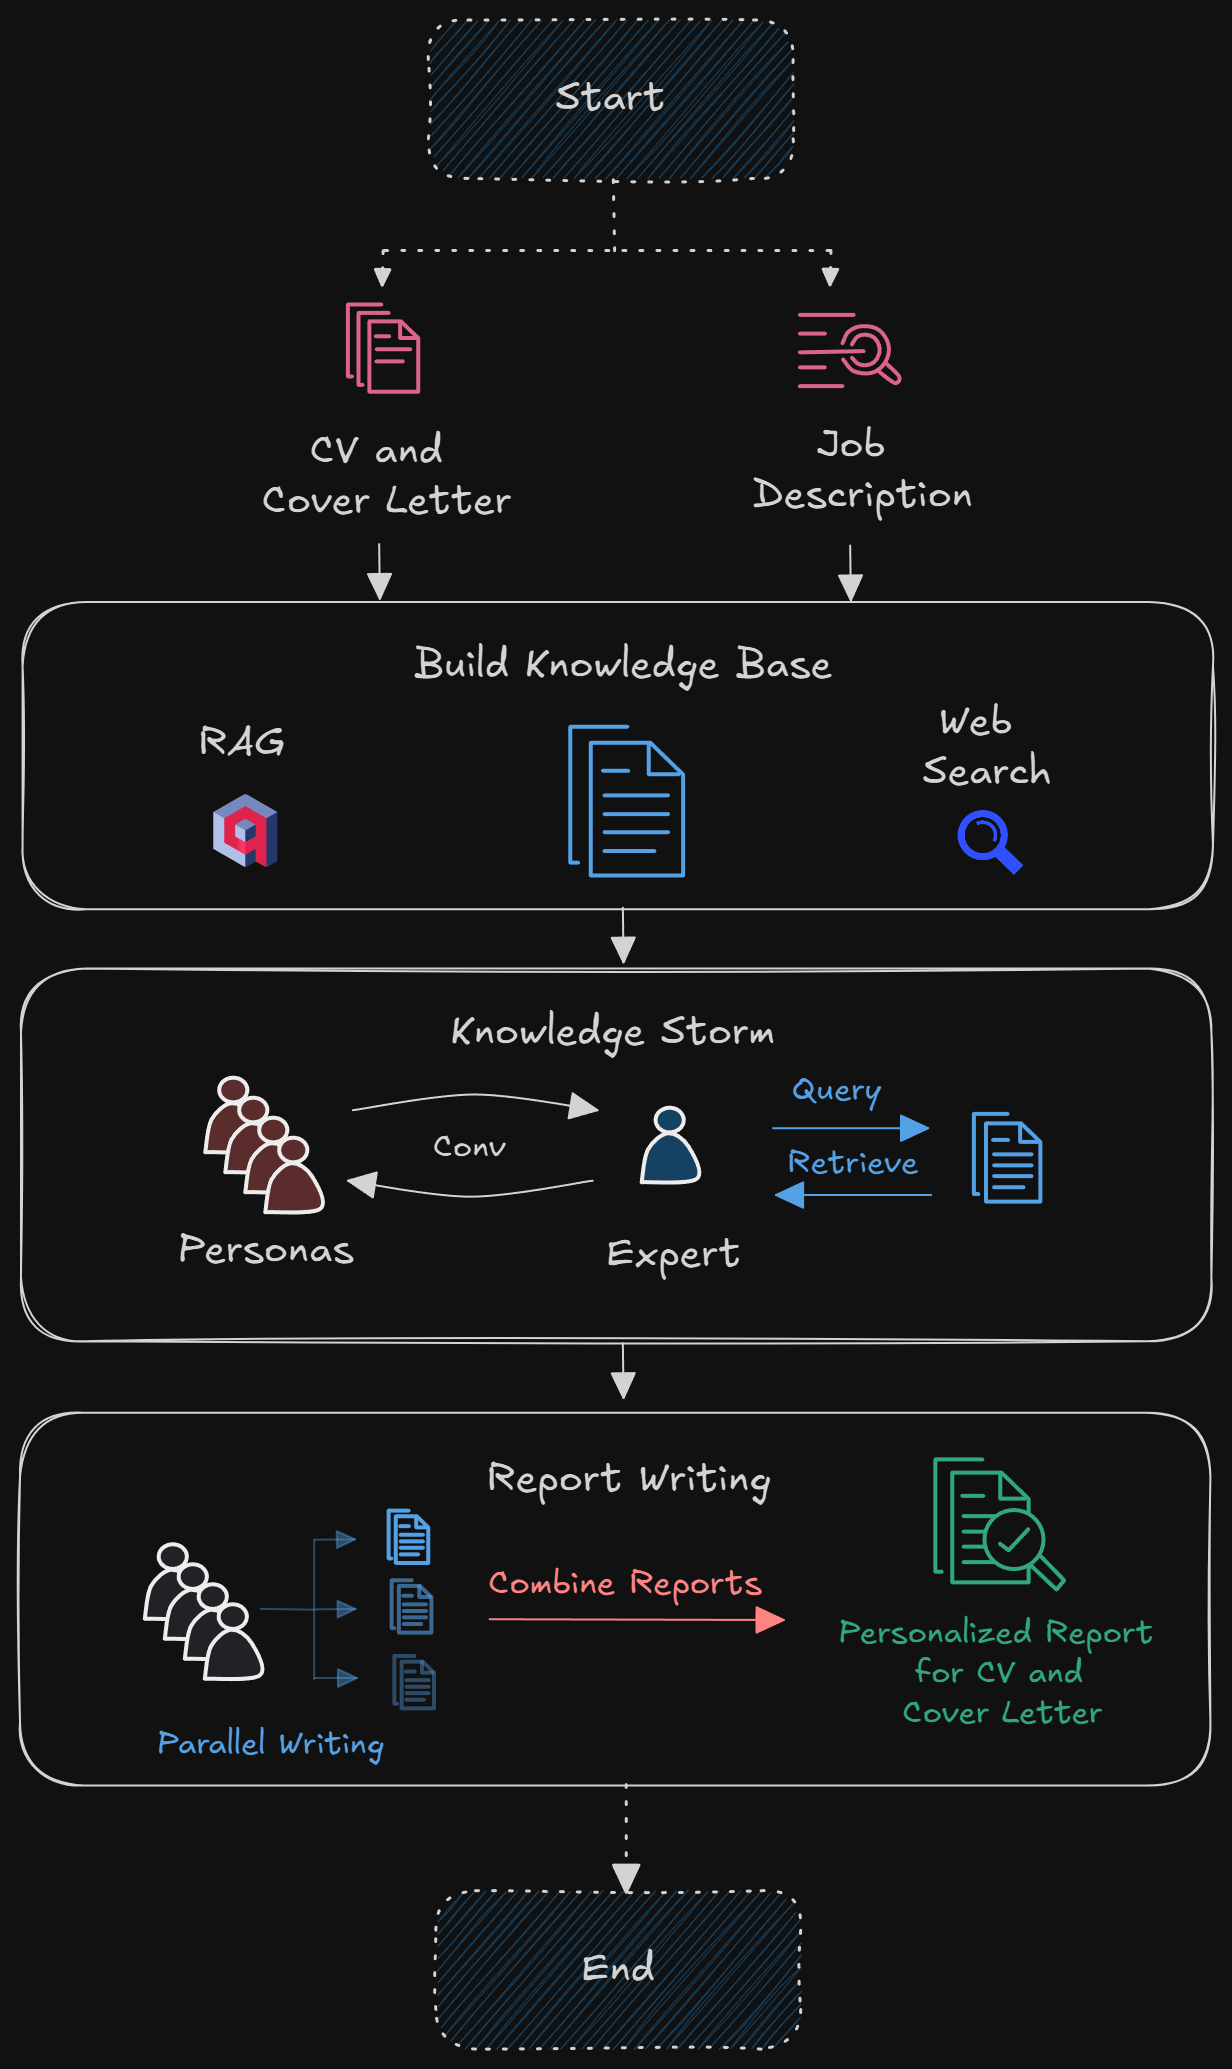 Start
CV and
Cover Letter
Job
Description
Build Knowledge Base
RAG
Web
Search
Knowledge Storm
Query
Conv
Retrieve
Personas
Expert
Report Writing
Combine Reports
Personalized Report
for CV and
Cover Letter
Parallel Writing
End